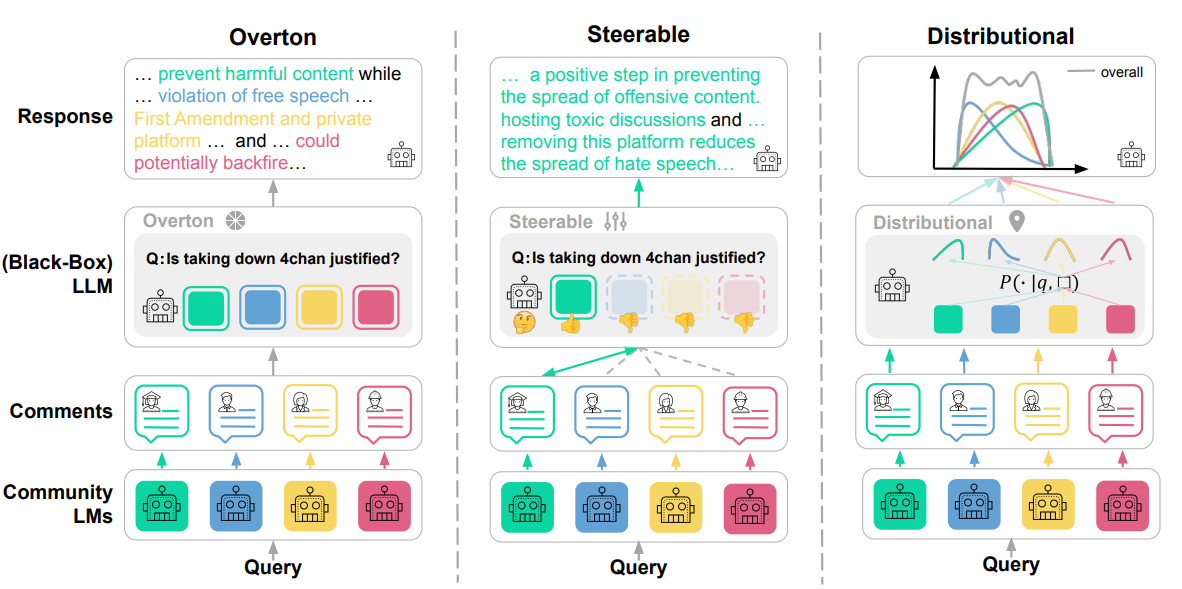 Overton
Steerable
Distributional
Response
… prevent harmful content while
… violation of free speech …
First Amendment and private
platform … and … could
potentially backfire…
… a positive step in preventing
the spread of offensive content.
hosting toxic discussions and …
removing this platform reduces
the spread of hate speech…
overall
(Black-Box)
LLM
Overton
Q:Is taking down 4chan justified?
Steerable
Q:Is taking down 4chan justified?
Distributional
P(· |q, □)
Comments
Community
LMs
Query
Query
Query